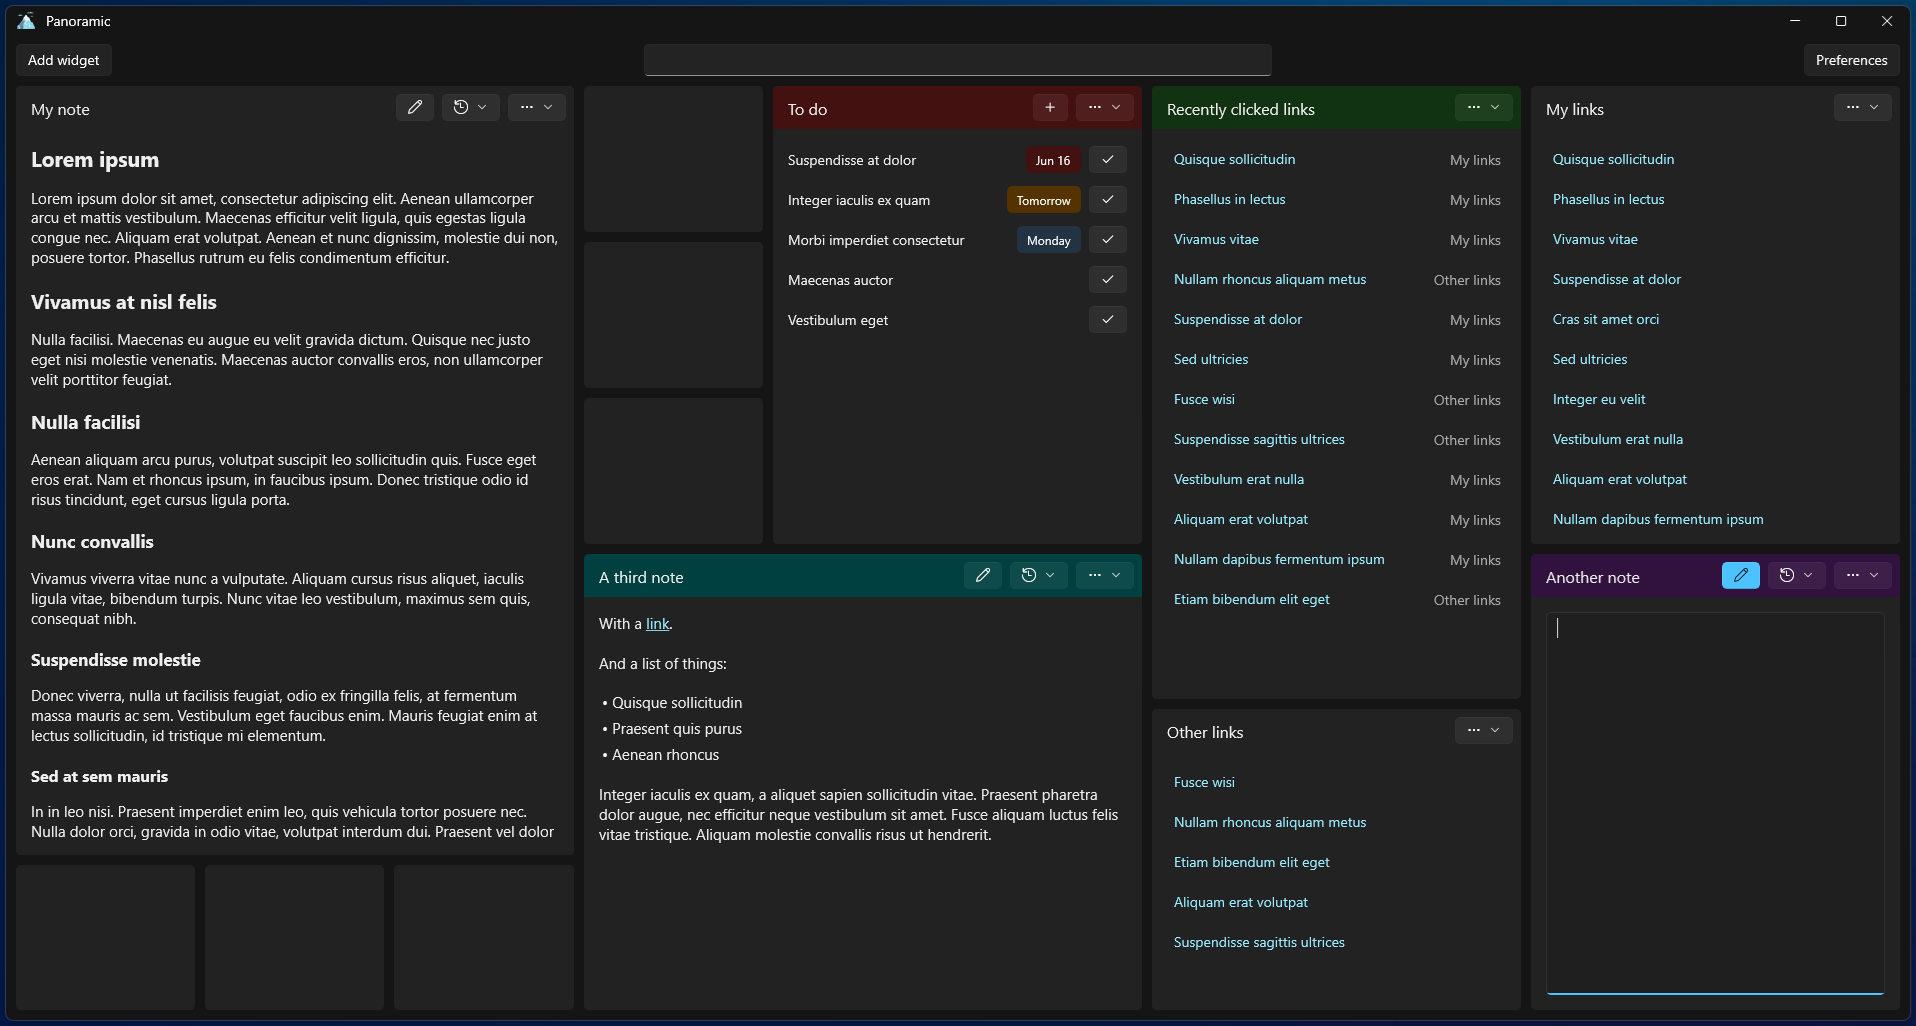 Panoramic
Add widget
Preferences
My note
Lorem ipsum
Lorem ipsum dolor sit amet, consectetur adipiscing elit. Aenean ullamcorper
arcu et mattis vestibulum. Maecenas efficitur velit ligula, quis egestas ligula
congue nec. Aliquam erat volutpat. Aenean et nunc dignissim, molestie dui non,
posuere tortor. Phasellus rutrum eu felis condimentum efficitur.
Vivamus at nisl felis
Nulla facilisi. Maecenas eu augue eu velit gravida dictum. Quisque nec justo
eget nisi molestie venenatis. Maecenas auctor convallis eros, non ullamcorper
velit porttitor feugiat.
Nulla facilisi
Aenean aliquam arcu purus, volutpat suscipit leo sollicitudin quis. Fusce eget
eros erat. Nam et rhoncus ipsum, in faucibus ipsum. Donec tristique odio id
risus tincidunt, eget cursus ligula porta.
Nunc convallis
Vivamus viverra vitae nunc a vulputate. Aliquam cursus risus aliquet, iaculis
ligula vitae, bibendum turpis. Nunc vitae leo vestibulum, maximus sem quis,
consequat nibh.
Suspendisse molestie
Donec viverra, nulla ut facilisis feugiat, odio ex fringilla felis, at fermentum
massa mauris ac sem. Vestibulum eget faucibus enim. Mauris feugiat enim at
lectus sollicitudin, id tristique mi elementum.
Sed at sem mauris
In in leo nisi. Praesent imperdiet enim leo, quis vehicula tortor posuere nec.
Nulla dolor orci, gravida in odio vitae, volutpat interdum dui. Praesent vel dolor
To do
Suspendisse at dolor Jun 16
Integer iaculis ex quam Tomorrow
Morbi imperdiet consectetur Monday
Maecenas auctor
Vestibulum eget
A third note
With a link.
And a list of things:
• Quisque sollicitudin
• Praesent quis purus
• Aenean rhoncus
Integer iaculis ex quam, a aliquet sapien sollicitudin vitae. Praesent pharetra
dolor augue, nec efficitur neque vestibulum sit amet. Fusce aliquam luctus felis
vitae tristique. Aliquam molestie convallis risus ut hendrerit.
Recently clicked links
Quisque sollicitudin My links
Phasellus in lectus My links
Vivamus vitae My links
Nullam rhoncus aliquam metus Other links
Suspendisse at dolor My links
Sed ultricies My links
Fusce wisi Other links
Suspendisse sagittis ultrices Other links
Vestibulum erat nulla My links
Aliquam erat volutpat My links
Nullam dapibus fermentum ipsum My links
Etiam bibendum elit eget Other links
Other links
Fusce wisi
Nullam rhoncus aliquam metus
Etiam bibendum elit eget
Aliquam erat volutpat
Suspendisse sagittis ultrices
My links
Quisque sollicitudin
Phasellus in lectus
Vivamus vitae
Suspendisse at dolor
Cras sit amet orci
Sed ultricies
Integer eu velit
Vestibulum erat nulla
Aliquam erat volutpat
Nullam dapibus fermentum ipsum
Another note